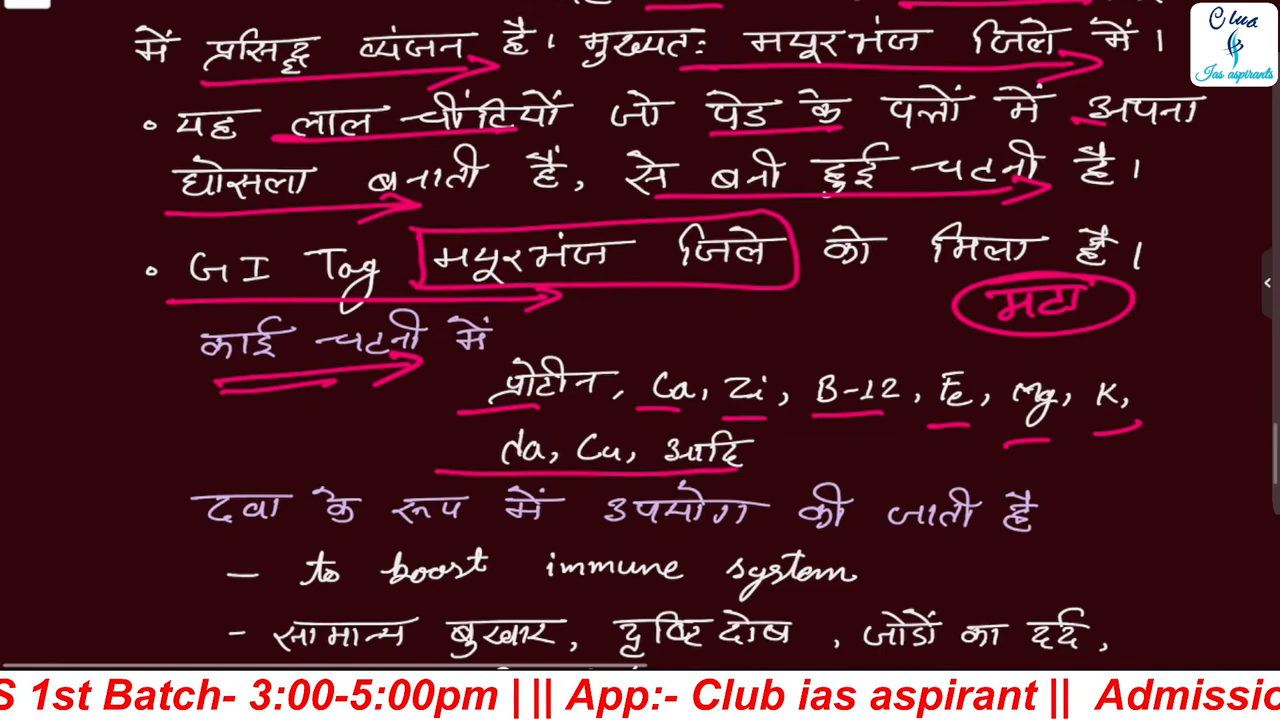 में प्रसिद्ध व्यंजन है। मुख्यतः मयूरभंज जिले में।
• यह लाल चींटियों जो पेड के पत्तों में अपना
घोसला बनाती हैं, से बनी हुई चटनी है।
• GI Tag मयूरभंज जिले को मिला है।
मटा
काई चटनी में
प्रोटीन, Ca, Zi, B-12, Fe, Mg, K,
Na, Cu, आदि
दवा के रूप में उपयोग की जाती है
- to boost immune system
- सामान्य बुखार, दृष्टि दोष, जोडों का दर्द,
Club
Ias aspirants
S 1st Batch- 3:00-5:00pm | || App:- Club ias aspirant || Admissio